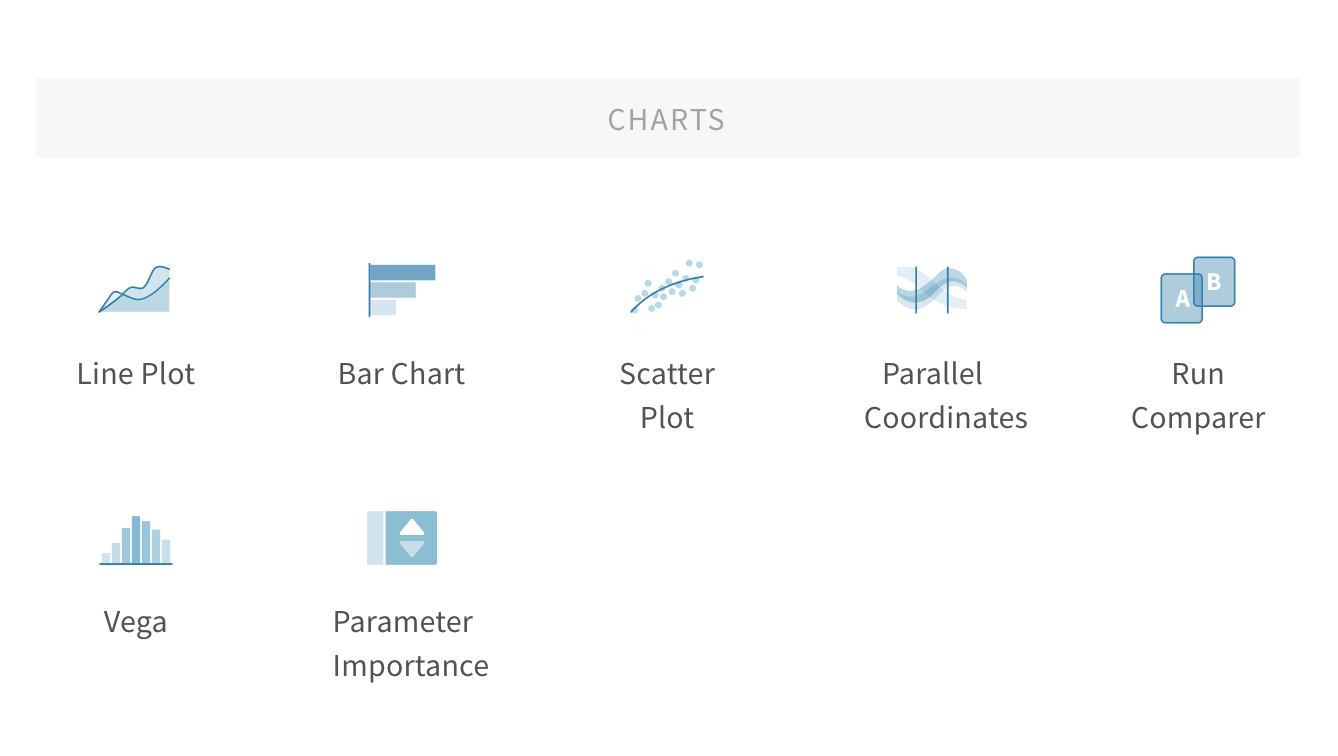 CHARTS
A
B
Line Plot
Bar Chart
Scatter
Plot
Parallel
Coordinates
Run
Comparer
Vega
Parameter
Importance